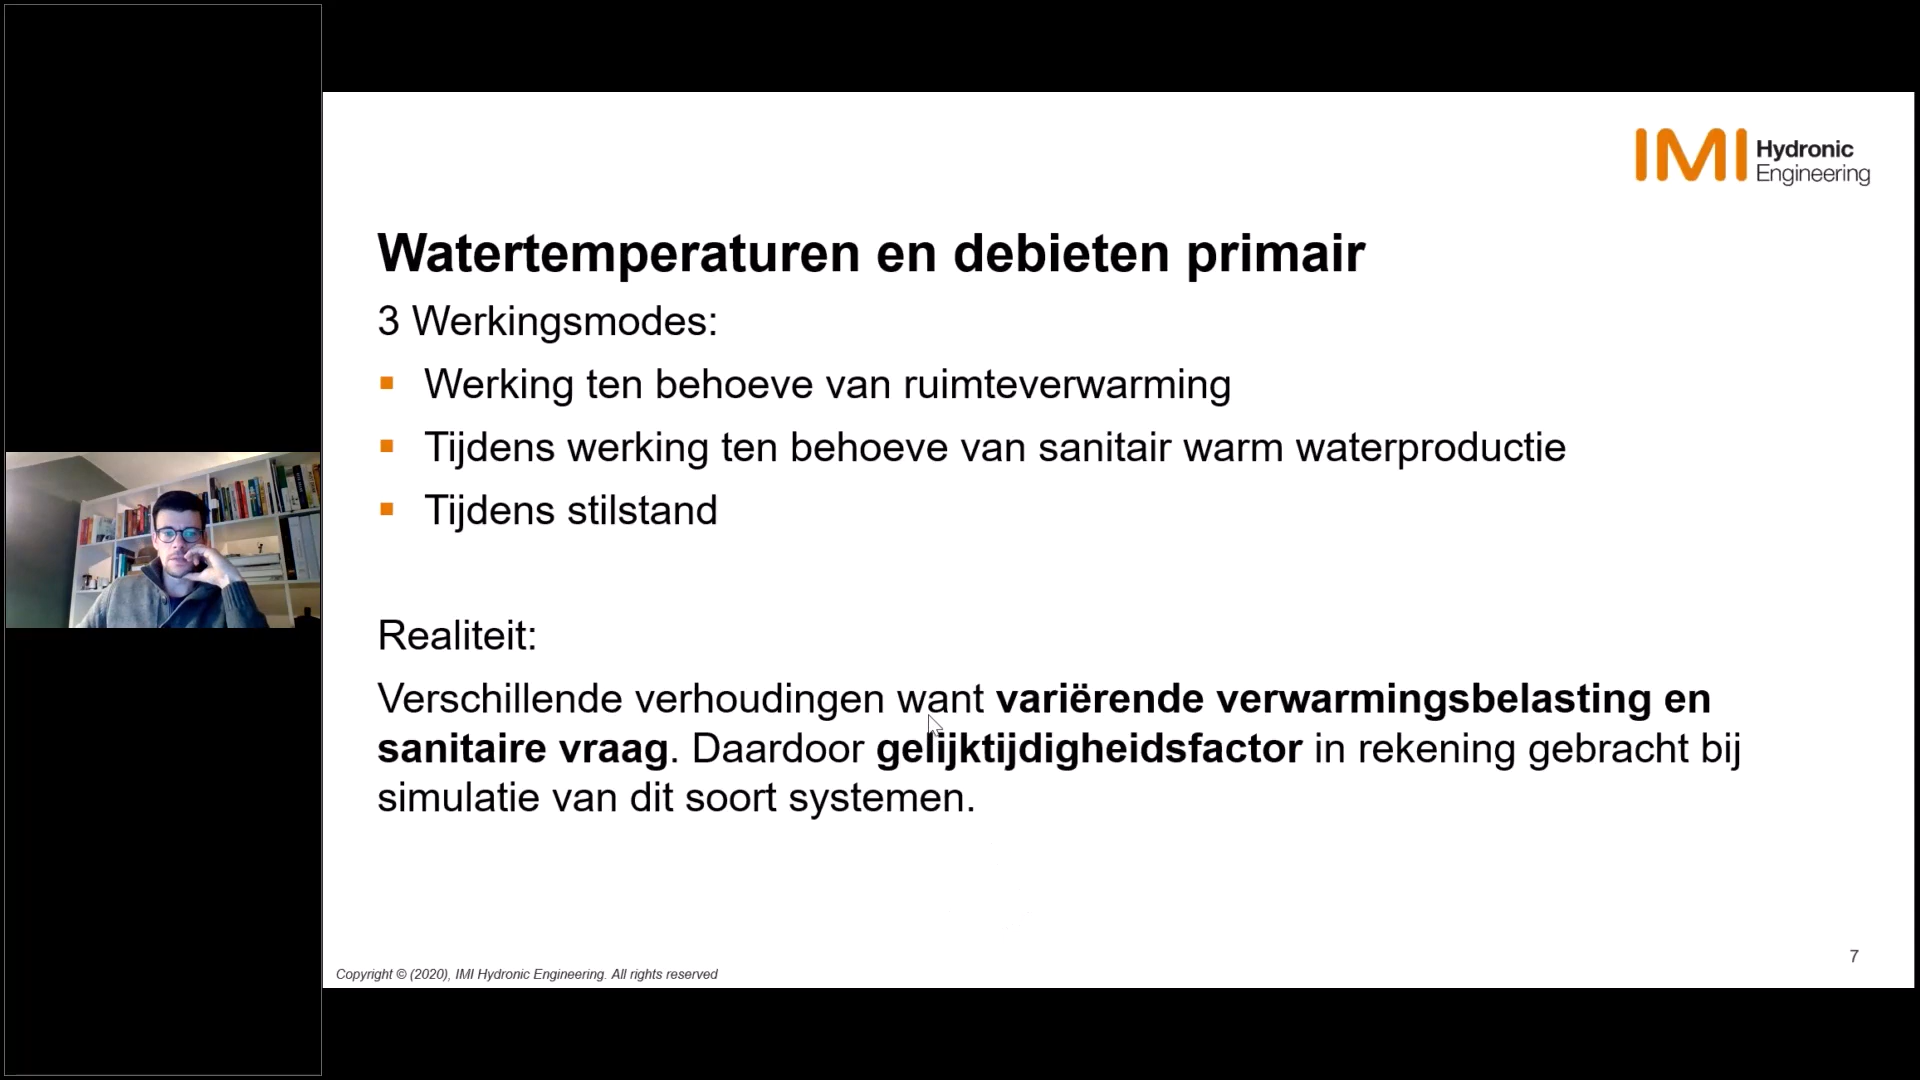 IMI Hydronic
Engineering
Watertemperaturen en debieten primair
3 Werkingsmodes:
Werking ten behoeve van ruimteverwarming
Tijdens werking ten behoeve van sanitair warm waterproductie
Tijdens stilstand
Realiteit:
Verschillende verhoudingen want variërende verwarmingsbelasting en
sanitaire vraag. Daardoor gelijktijdigheidsfactor in rekening gebracht bij
simulatie van dit soort systemen.
7
Copyright © (2020), IMI Hydronic Engineering. All rights reserved